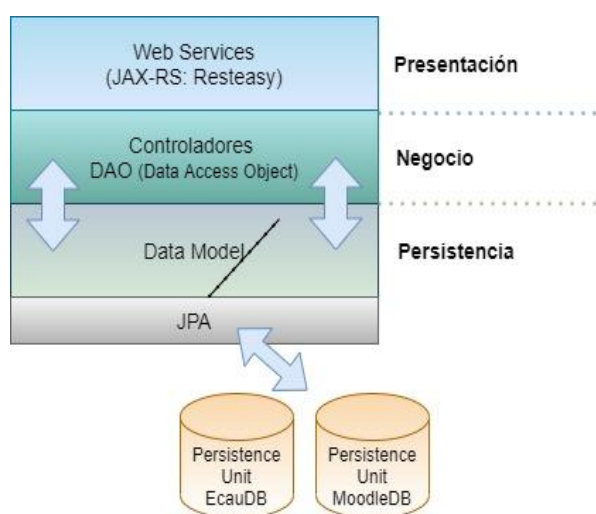 Web Services
(JAX-RS: Resteasy)
Presentación
Controladores
DAO (Data Access Object)
Negocio
Data Model
Persistencia
JPA
Persistence
Unit
EcauDB
Persistence
Unit
MoodleDB